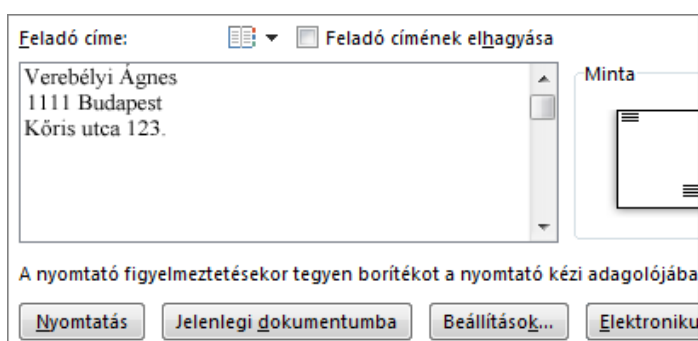 Feladó címe:
Feladó címének elhagyása
Verebélyi Ágnes
1111 Budapest
Kőris utca 123.
Minta
A nyomtató figyelmeztetésekor tegyen borítékot a nyomtató kézi adagolójába
Nyomtatás
Jelenlegi dokumentumba
Beállítások...
Elektroniku